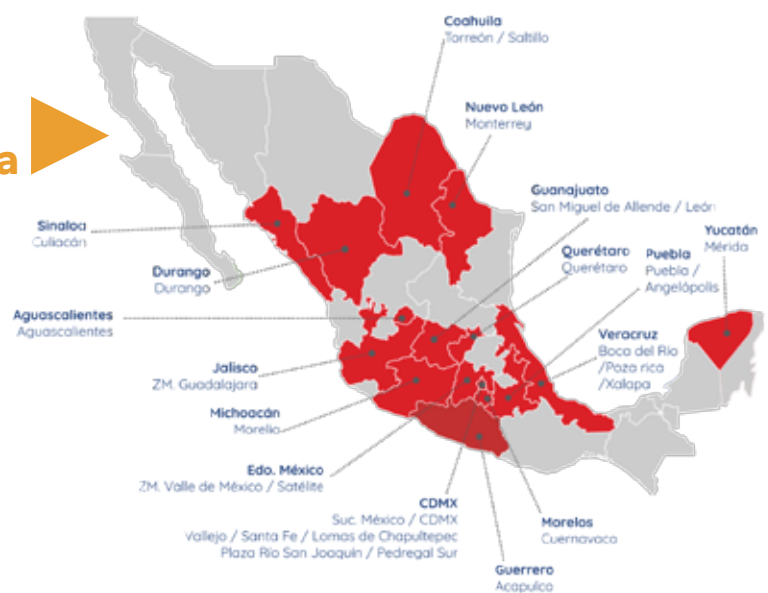 Coahuila
Torreón / Saltillo
Nuevo León
Monterrey
Guanajuato
San Miguel de Allende / León
Yucatán
Mérida
Querétaro
Querétaro
Puebla
Puebla /
Angelópolis
Sinaloa
Culiacán
Durango
Durango
Aguascalientes
Aguascalientes
Veracruz
Boca del Río
/Poza rica
/Xalapa
Jalisco
ZM. Guadalajara
Michoacán
Morelia
Edo. México
ZM. Valle de México / Satélite
CDMX
Suc. México / CDMX
Vallejo / Santa Fe / Lomas de Chapultepec
Plaza Río San Joaquín / Pedregal Sur
Morelos
Cuernavaca
Guerrero
Acapulco
a